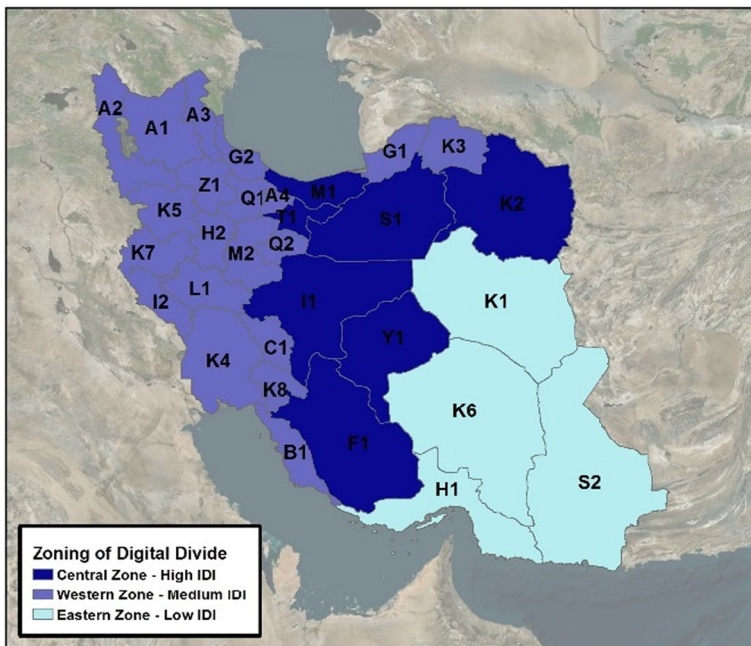 A2
A1
A3
G2
G1
K3
Z1
Q1
A4
M1
K2
K5
T1
S1
H2
Q2
K7
M2
K1
L1
I2
I1
Y1
C1
K4
K8
K6
F1
B1
H1
S2
Zoning of Digital Divide
Central Zone - High IDI
Western Zone - Medium IDI
Eastern Zone - Low IDI